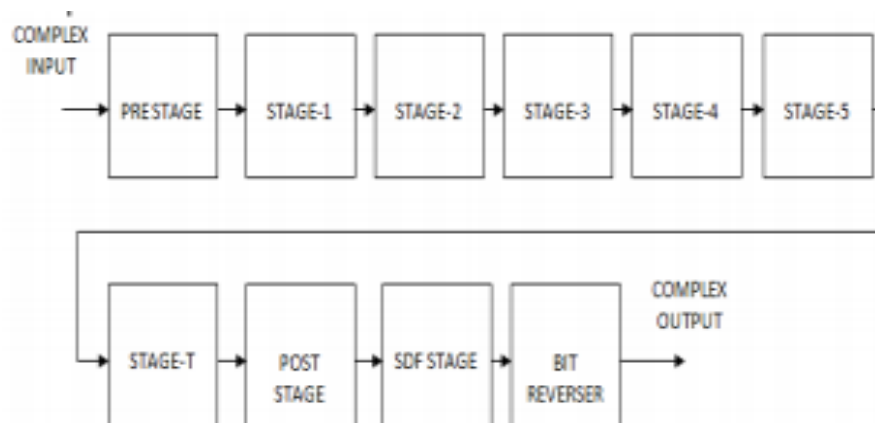 COMPLEX
INPUT
PRESTAGE
STAGE-1
STAGE-2
STAGE-3
STAGE-4
STAGE-5
STAGE-T
POST
STAGE
SDF STAGE
BIT
REVERSER
COMPLEX
OUTPUT